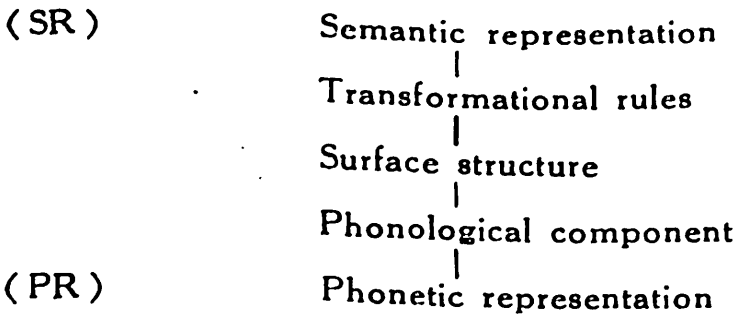 (SR) Semantic representation
Transformational rules
Surface structure
Phonological component
(PR) Phonetic representation